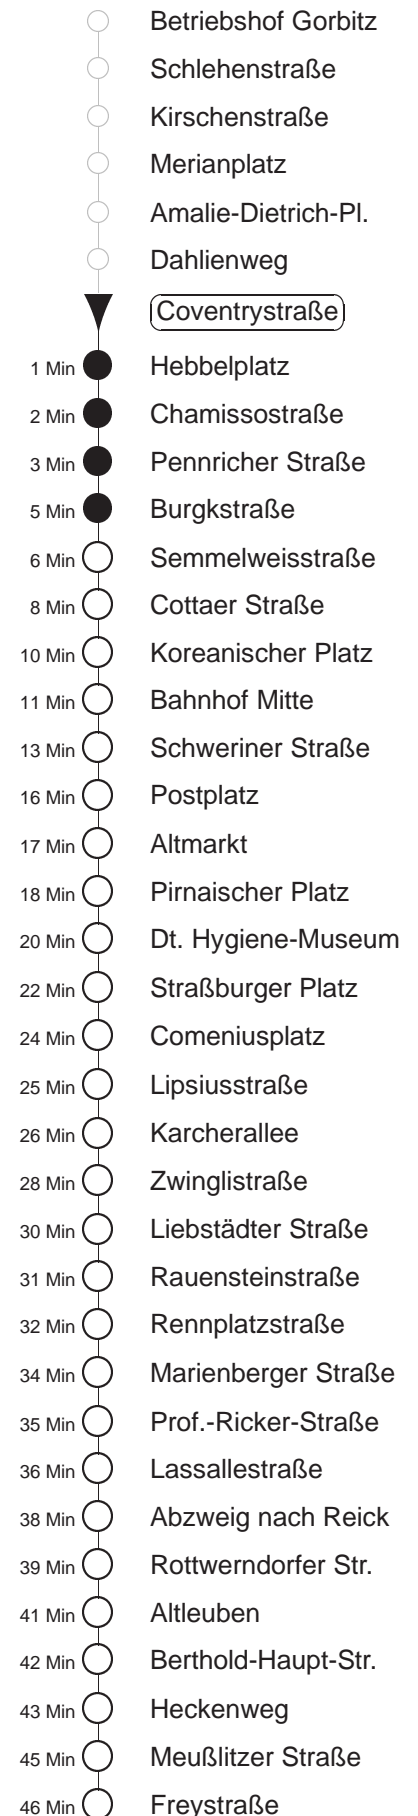 Betriebshof Gorbitz
Schlehenstraße
Kirschenstraße
Merianplatz
Amalie-Dietrich-Pl.
Dahlienweg
Coventrystraße
1 Min Hebbelplatz
2 Min Chamissostraße
3 Min Pennricher Straße
5 Min Burgkstraße
6 Min Semmelweisstraße
8 Min Cottaer Straße
10 Min Koreanischer Platz
11 Min Bahnhof Mitte
13 Min Schweriner Straße
16 Min Postplatz
17 Min Altmarkt
18 Min Pirnaischer Platz
20 Min Dt. Hygiene-Museum
22 Min Straßburger Platz
24 Min Comeniusplatz
25 Min Lipsiusstraße
26 Min Karcherallee
28 Min Zwinglistraße
30 Min Liebstädter Straße
31 Min Rauensteinstraße
32 Min Rennplatzstraße
34 Min Marienberger Straße
35 Min Prof.-Ricker-Straße
36 Min Lassallestraße
38 Min Abzweig nach Reick
39 Min Rottwerndorfer Str.
41 Min Altleuben
42 Min Berthold-Haupt-Str.
43 Min Heckenweg
45 Min Meußlitzer Straße
46 Min Freystraße